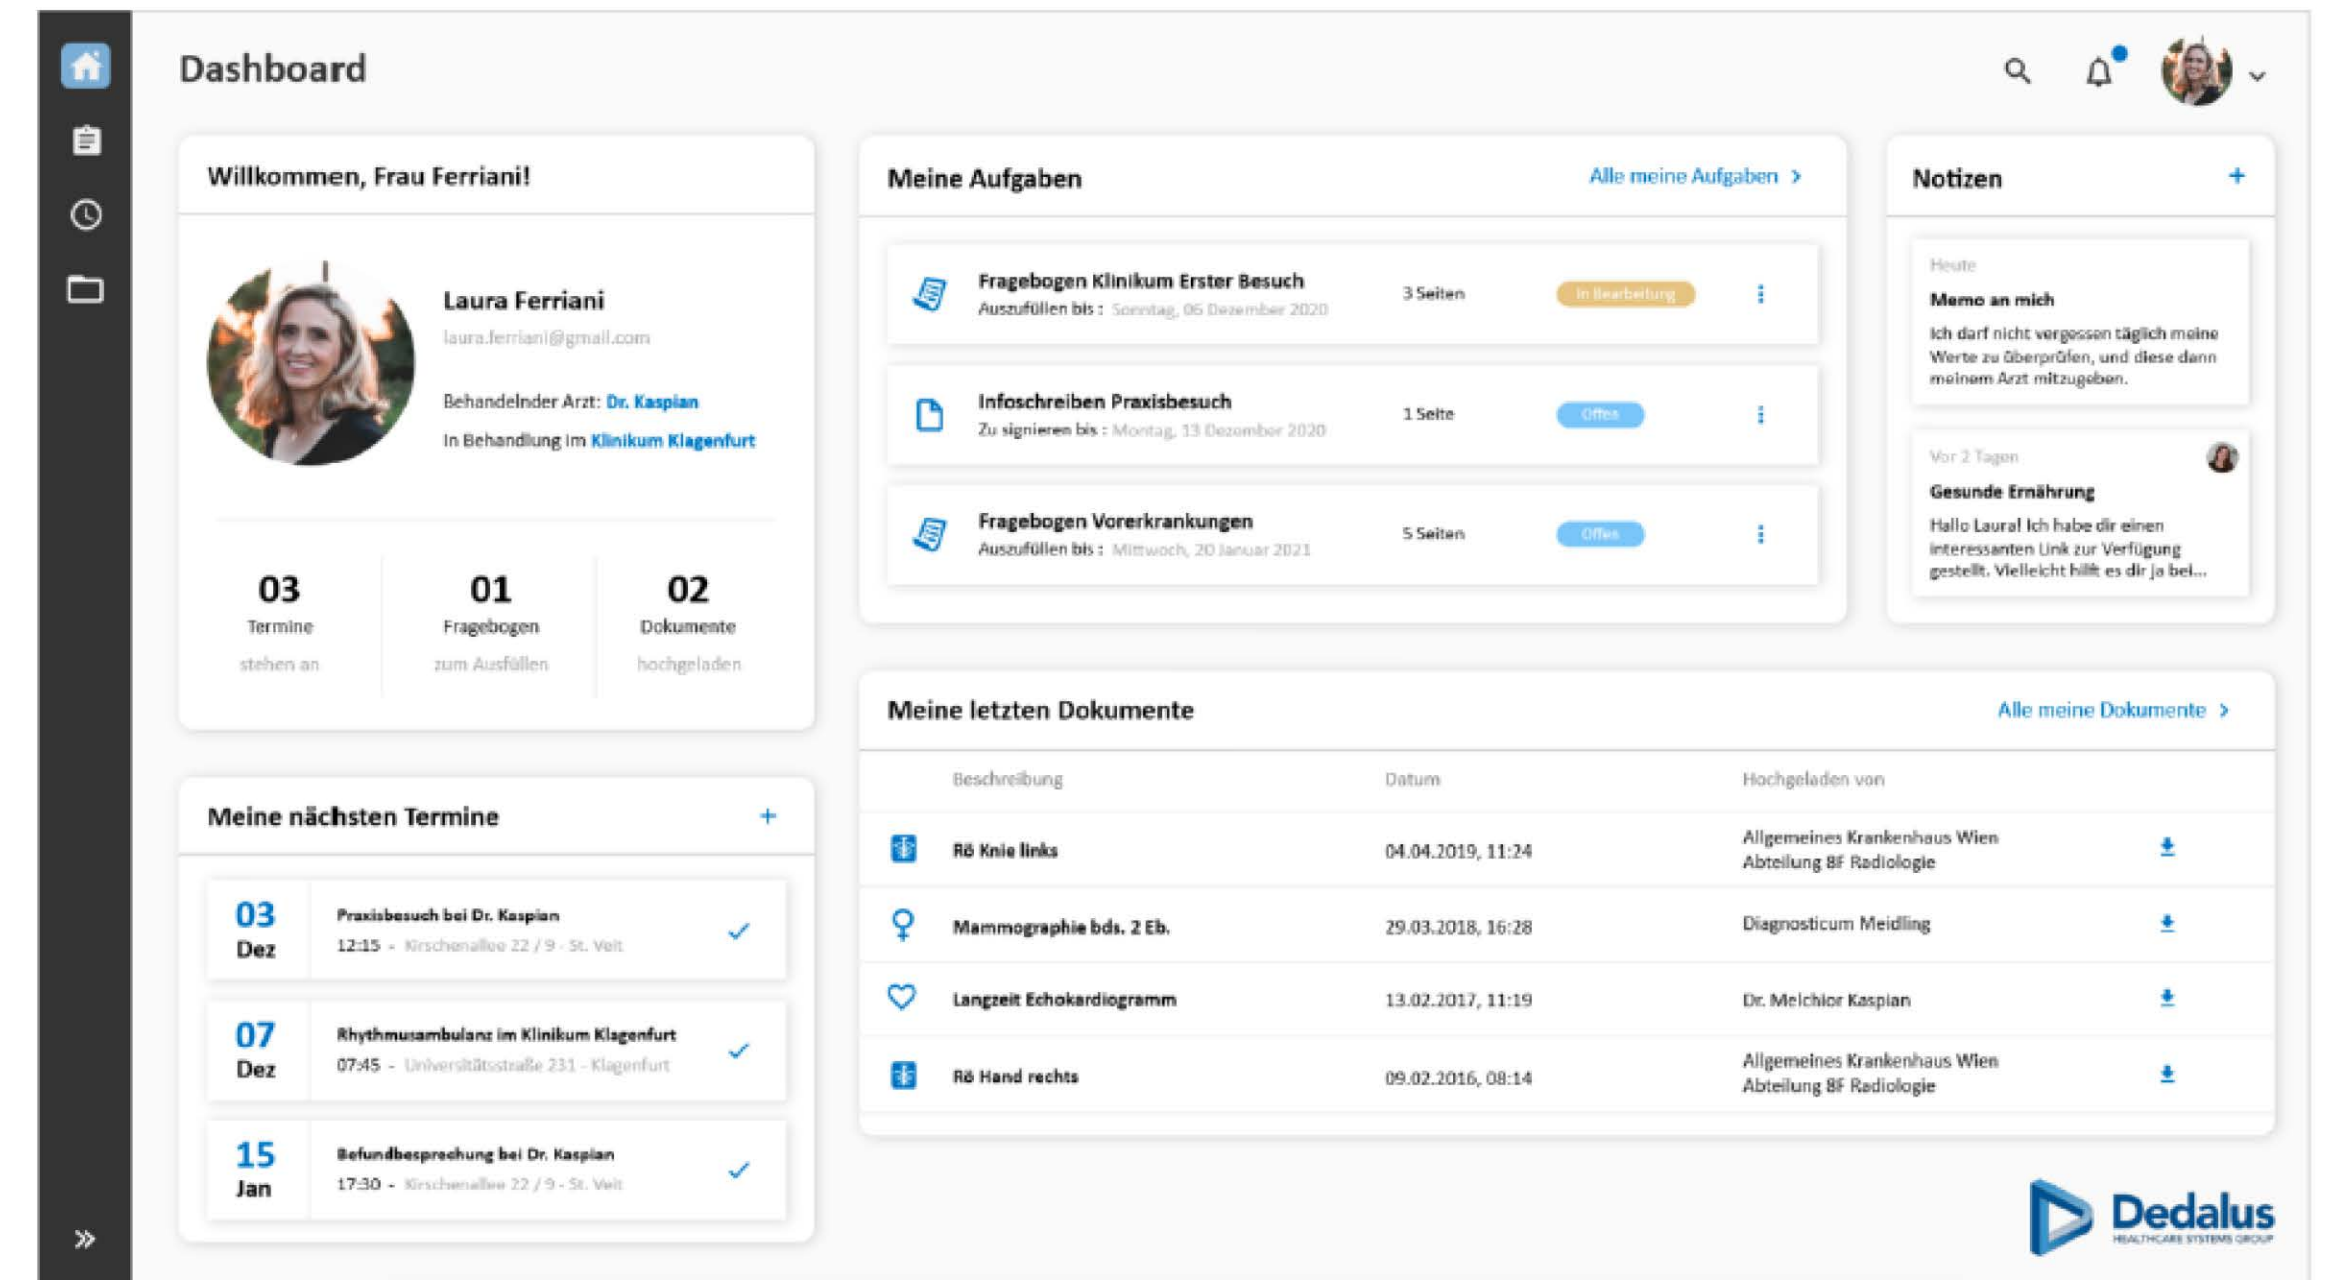 Dashboard
Willkommen, Frau Ferriani!
Laura Ferriani
laura.ferriani@gmail.com
Behandelnder Arzt: Dr. Kaspian
In Behandlung im Klinikum Klagenfurt
03
Termine
stehen an
01
Fragebogen
zum Ausfüllen
02
Dokumente
hochgeladen
Meine nächsten Termine +
03
Dez
Praxisbesuch bei Dr. Kaspian
12:15 - Kirschenallee 22 / 9 - St. Veit
07
Dez
Rhythmusambulanz im Klinikum Klagenfurt
07:45 - Universitätsstraße 231 - Klagenfurt
15
Jan
Befundbesprechung bei Dr. Kaspian
17:30 - Kirschenallee 22 / 9 - St. Veit
Meine Aufgaben
Alle meine Aufgaben >
Fragebogen Klinikum Erster Besuch
Auszufüllen bis : Sonntag, 06 Dezember 2020
3 Seiten
In Bearbeitung
Infoschreiben Praxisbesuch
Zu signieren bis : Montag, 13 Dezember 2020
1 Seite
Offen
Fragebogen Vorerkrankungen
Auszufüllen bis : Mittwoch, 20 Januar 2021
5 Seiten
Offen
Notizen +
Heute
Memo an mich
Ich darf nicht vergessen täglich meine
Werte zu überprüfen, und diese dann
meinem Arzt mitzugeben.
Vor 2 Tagen
Gesunde Ernährung
Hallo Laura! Ich habe dir einen
interessanten Link zur Verfügung
gestellt. Vielleicht hilft es dir ja bei...
Meine letzten Dokumente
Alle meine Dokumente >
Beschreibung Datum Hochgeladen von
Rö Knie links 04.04.2019, 11:24 Allgemeines Krankenhaus Wien
Abteilung 8F Radiologie
Mammographie bds. 2 Eb. 29.03.2018, 16:28 Diagnosticum Meidling
Langzeit Echokardiogramm 13.02.2017, 11:19 Dr. Melchior Kaspian
Rö Hand rechts 09.02.2016, 08:14 Allgemeines Krankenhaus Wien
Abteilung 8F Radiologie
Dedalus
HEALTHCARE SYSTEMS GROUP